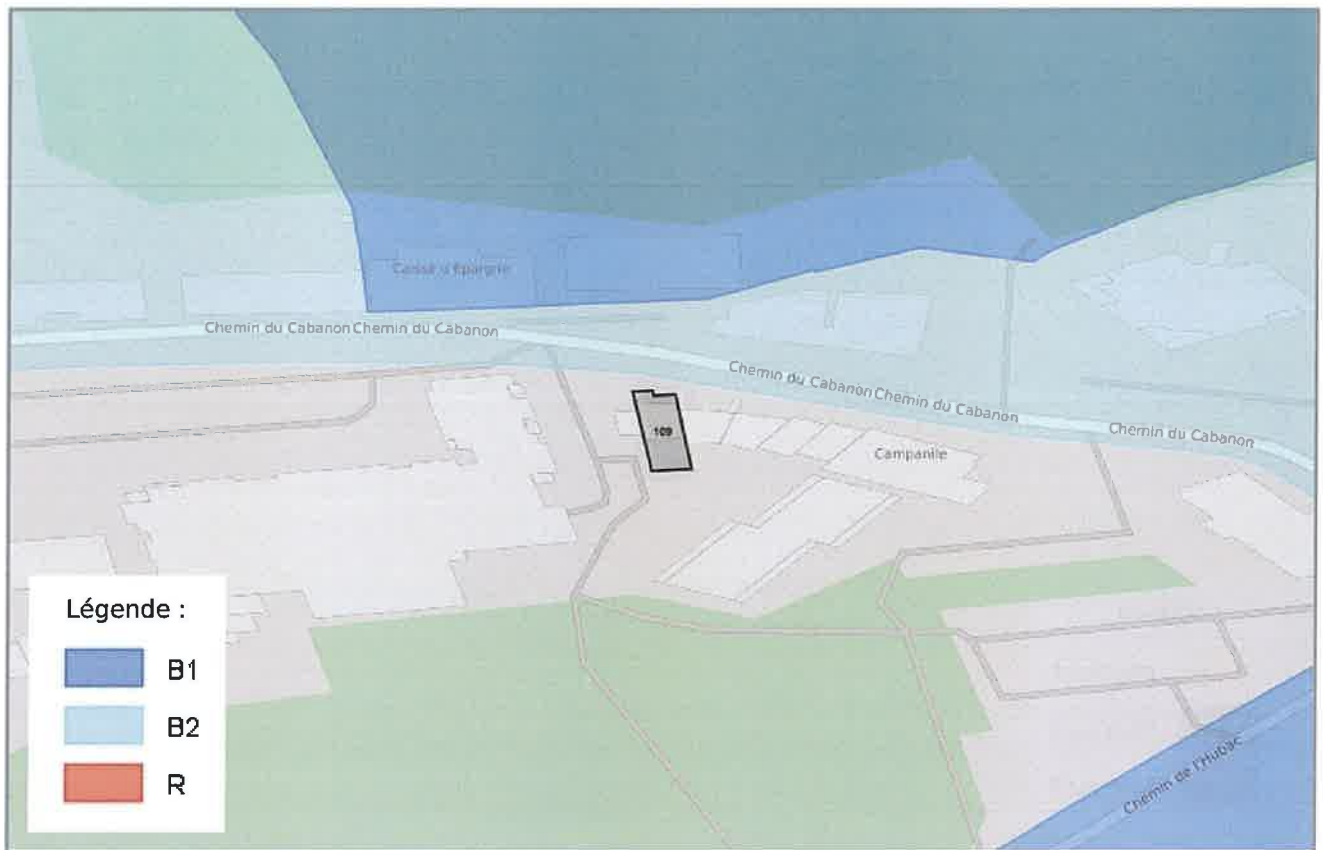 Caisse d'Epargne
Chemin du Cabanon Chemin du Cabanon
Chemin du Cabanon Chemin du Cabanon
Chemin du Cabanon
109
Campanile
Légende :
B1
B2
R
Chemin de l'Hubac